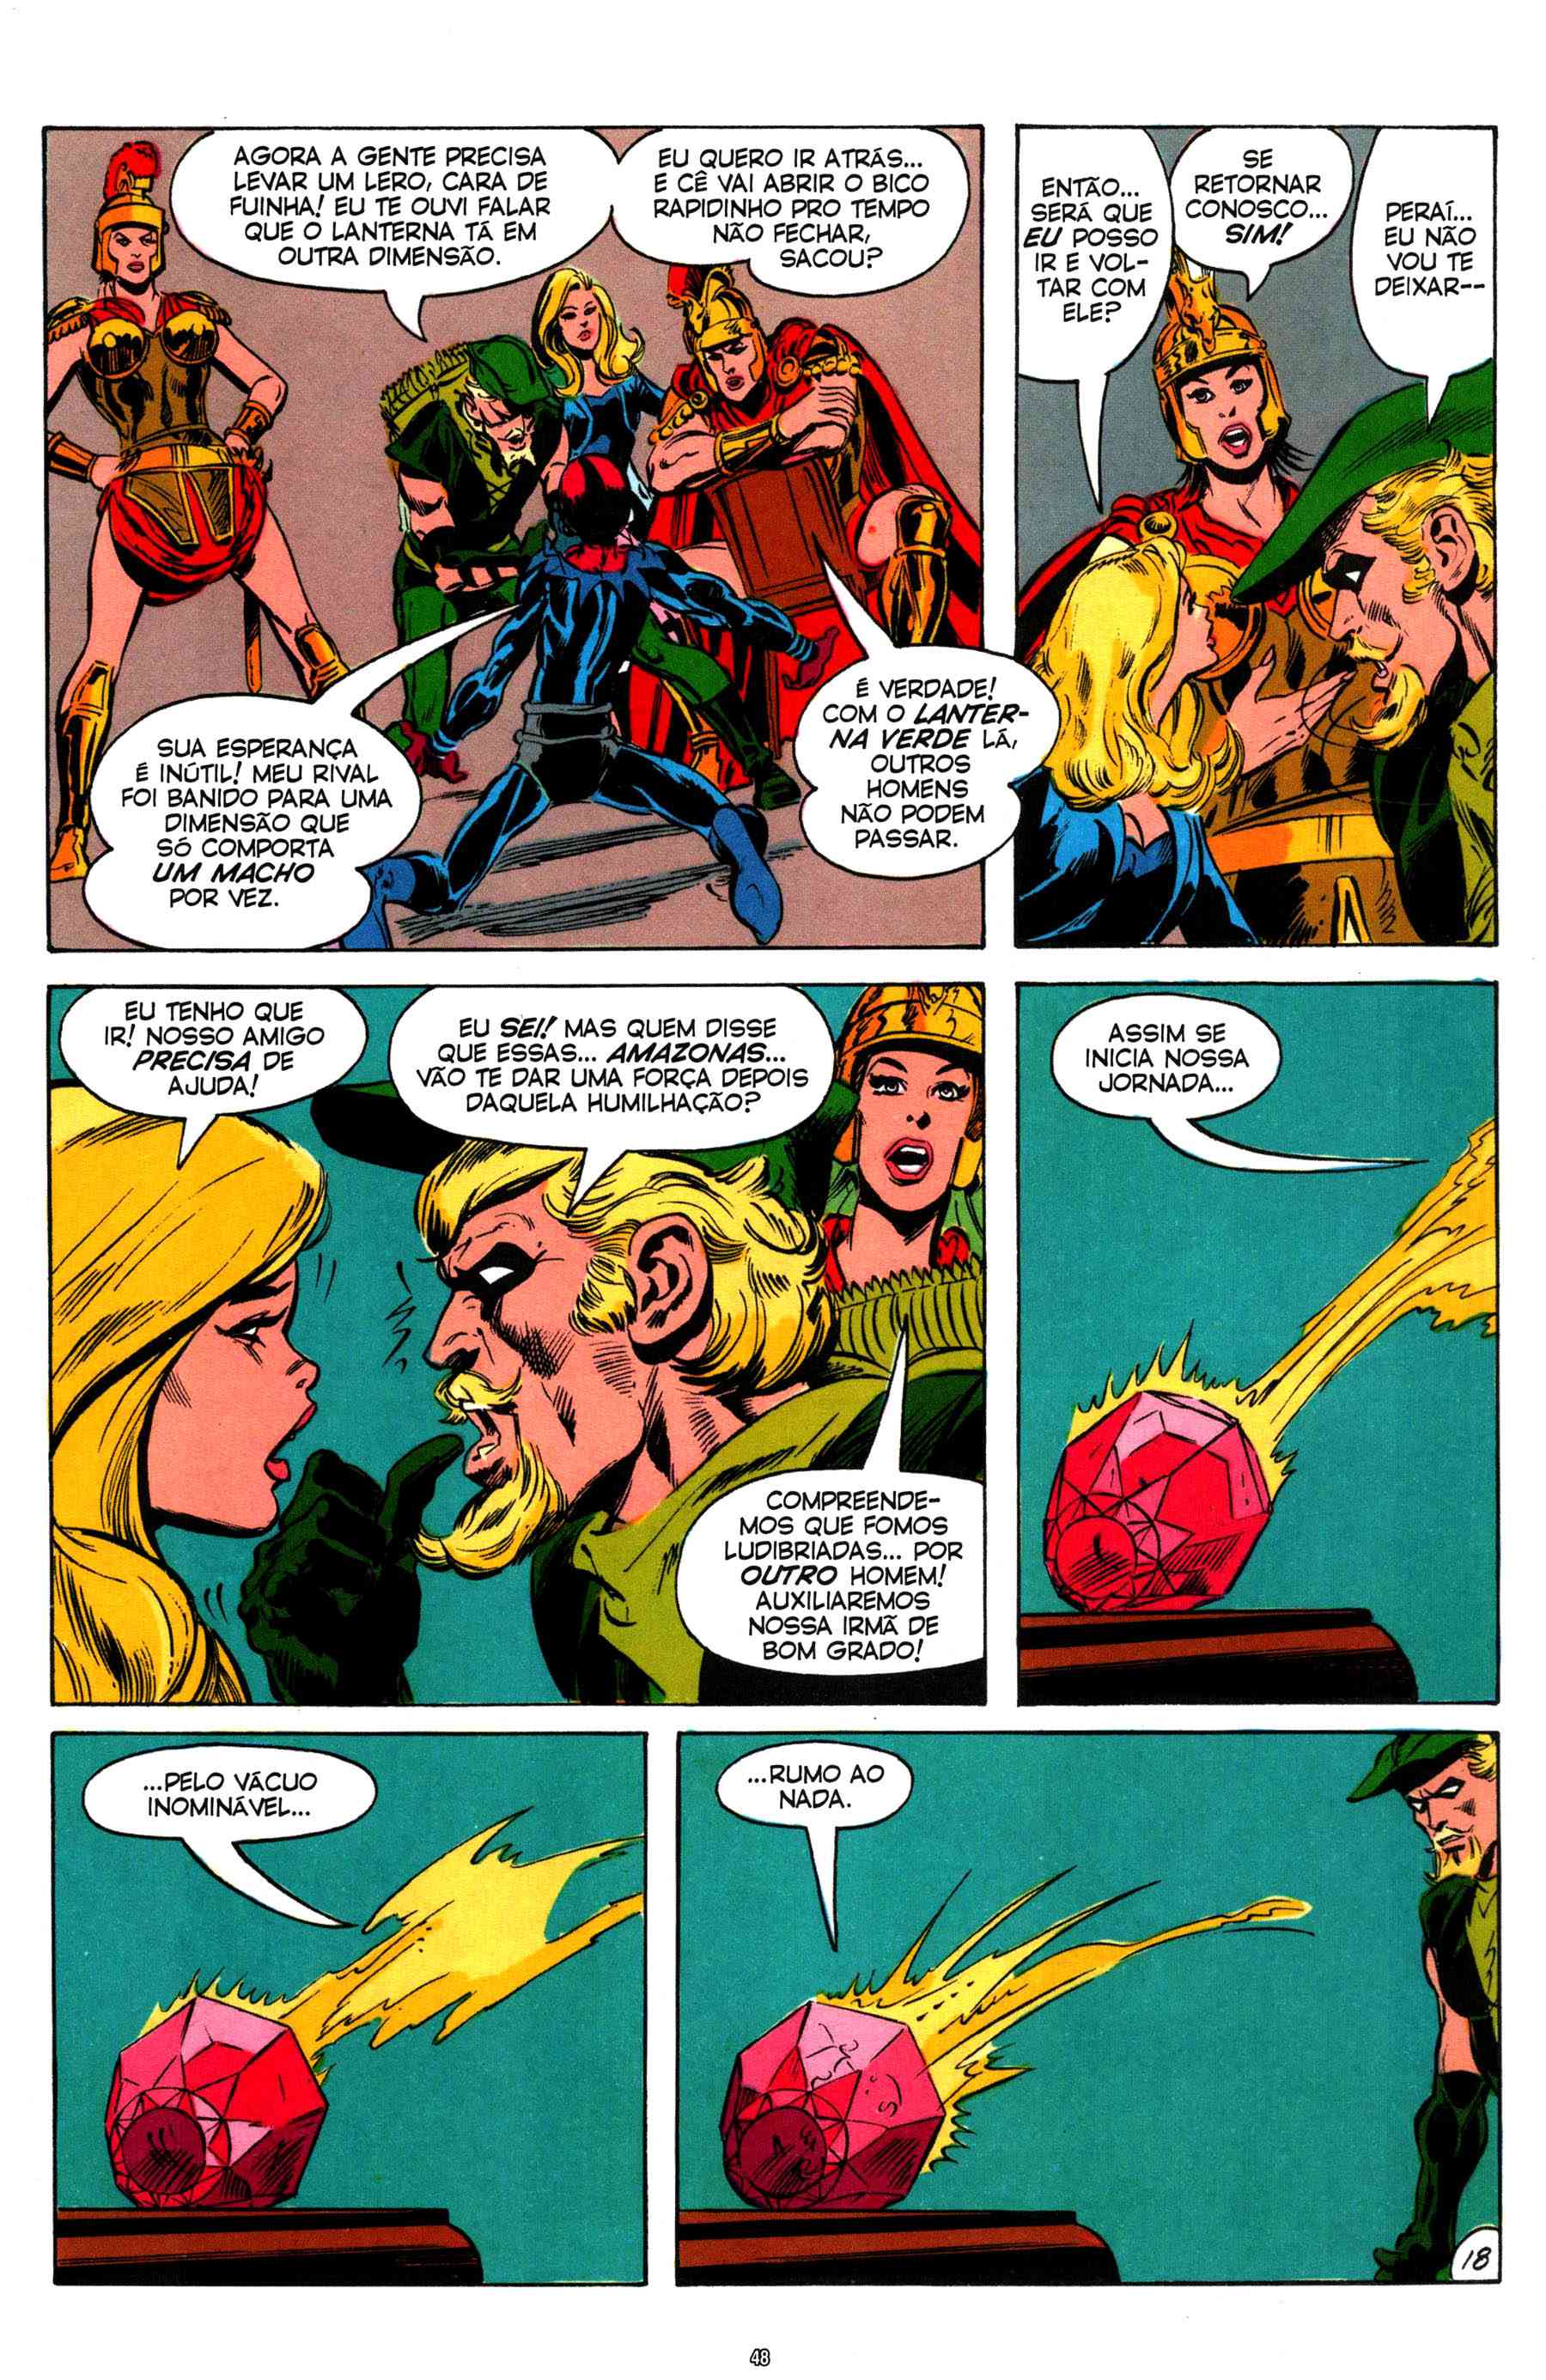 AGORA A GENTE PRECISA
LEVAR UM LERO, CARA DE
FUINHA! EU TE OUVI FALAR
QUE O LANTERNA TÁ EM
OUTRA DIMENSÃO.
EU QUERO IR ATRÁS...
E CÊ VAI ABRIR O BICO
RAPIDINHO PRO TEMPO
NÃO FECHAR,
SACOU?
SUA ESPERANÇA
É INÚTIL! MEU RIVAL
FOI BANIDO PARA UMA
DIMENSÃO QUE
SÓ COMPORTA
UM MACHO
POR VEZ.
É VERDADE!
COM O LANTER-
NA VERDE LÁ,
OUTROS
HOMENS
NÃO PODEM
PASSAR.
ENTÃO...
SERÁ QUE
EU POSSO
IR E VOL-
TAR COM
ELE?
SE
RETORNAR
CONOSCO...
SIM!
PERAÍ...
EU NÃO
VOU TE
DEIXAR--
EU TENHO QUE
IR! NOSSO AMIGO
PRECISA DE
AJUDA!
EU SEI! MAS QUEM DISSE
QUE ESSAS... AMAZONAS...
VÃO TE DAR UMA FORÇA DEPOIS
DAQUELA HUMILHAÇÃO?
COMPREENDE-
MOS QUE FOMOS
LUDIBRIADAS... POR
OUTRO HOMEM!
AUXILIAREMOS
NOSSA IRMÃ DE
BOM GRADO!
ASSIM SE
INICIA NOSSA
JORNADA...
...PELO VÁCUO
INOMINÁVEL...
...RUMO AO
NADA.
18
48